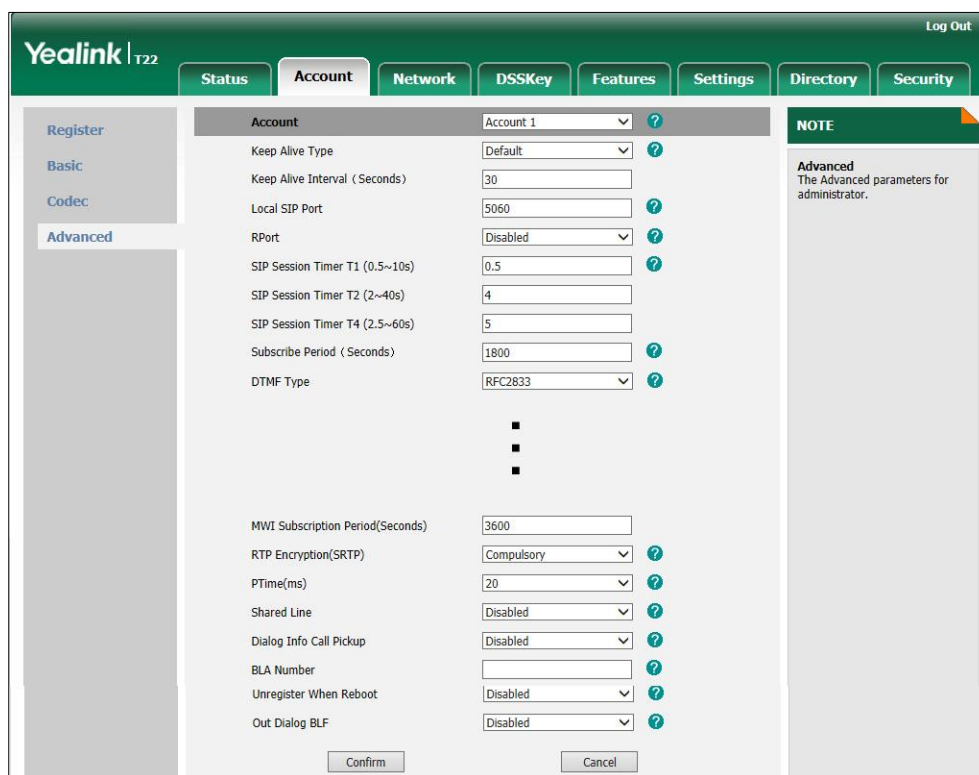 Log Out
Yealink T22
Status Account Network DSSKey Features Settings Directory Security
Register
Basic
Codec
Advanced
Account Account 1 ?
Keep Alive Type Default ?
Keep Alive Interval (Seconds) 30
Local SIP Port 5060 ?
RPort Disabled ?
SIP Session Timer T1 (0.5~10s) 0.5 ?
SIP Session Timer T2 (2~40s) 4
SIP Session Timer T4 (2.5~60s) 5
Subscribe Period (Seconds) 1800 ?
DTMF Type RFC2833 ?
MWI Subscription Period(Seconds) 3600
RTP Encryption(SRTP) Compulsory ?
PTime(ms) 20 ?
Shared Line Disabled ?
Dialog Info Call Pickup Disabled ?
BLA Number ?
Unregister When Reboot Disabled ?
Out Dialog BLF Disabled ?
Confirm Cancel
NOTE
Advanced
The Advanced parameters for
administrator.